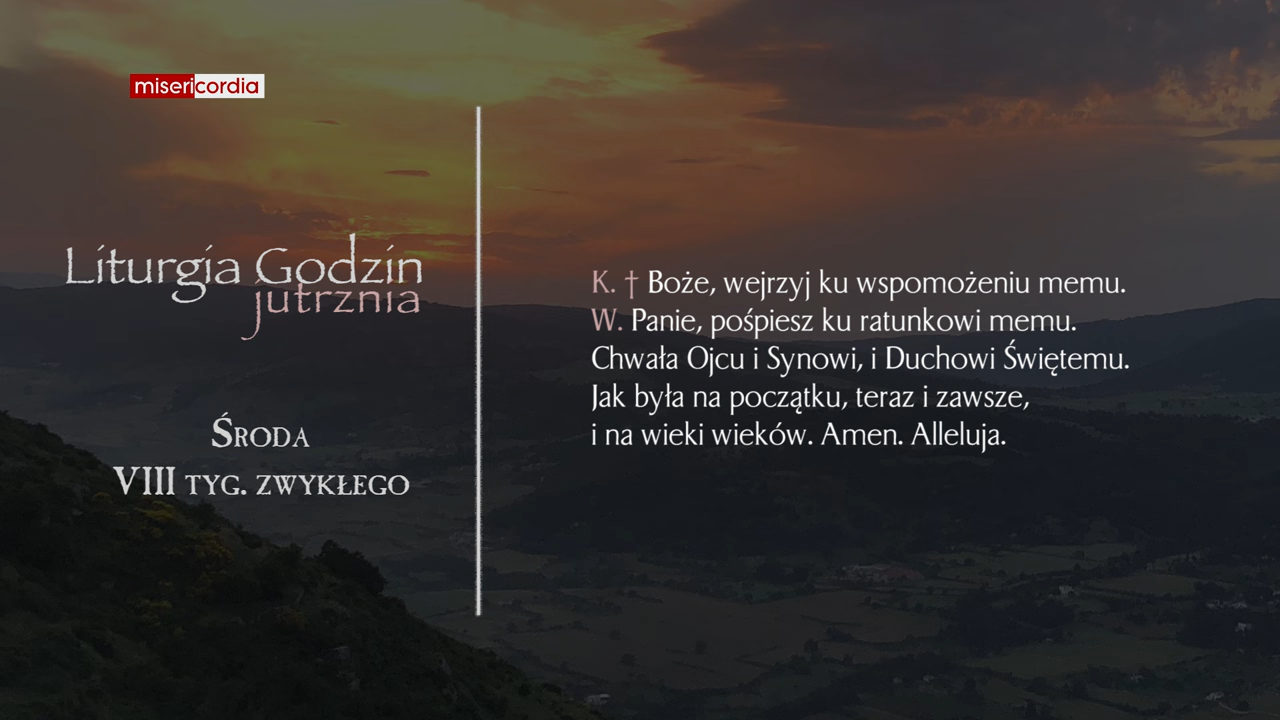 misericordia
Liturgia Godzin
jutrznia
Środa
VIII tyg. zwykłego
K. † Boże, wejrzyj ku wspomożeniu memu.
W. Panie, pośpiesz ku ratunkowi memu.
Chwała Ojcu i Synowi, i Duchowi Świętemu.
Jak była na początku, teraz i zawsze,
i na wieki wieków. Amen. Alleluja.